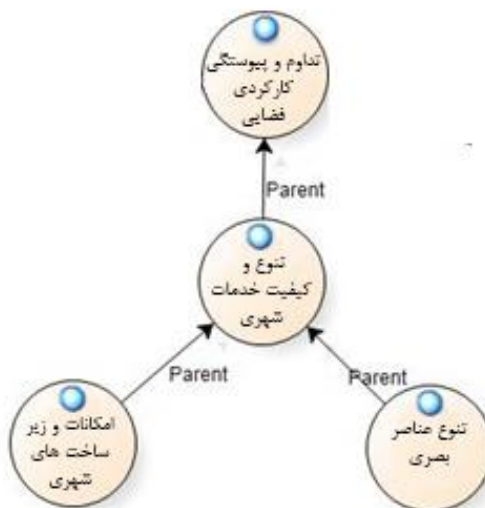 تداوم و پیوستگی
کارکردی
فضایی
Parent
تنوع و
کیفیت خدمات
شهری
Parent
Parent
امکانات و زیر
ساخت های
شهری
تنوع عناصر
بصری